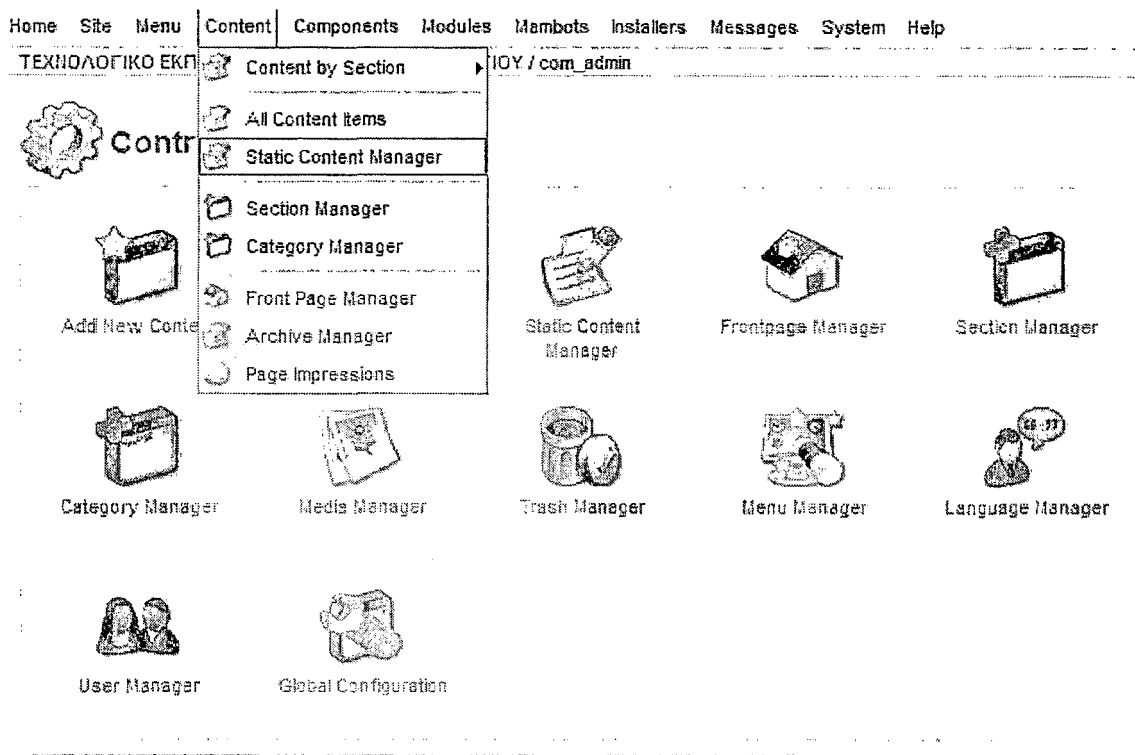 Home Site Menu Content Components Modules Mambots Installers Messages System Help
ΤΕΧΝΟΛΟΓΙΚΟ ΕΚΠ ΠΟΥ / com_admin
Content by Section
All Content Items
Contr
Static Content Manager
Section Manager
Category Manager
Front Page Manager
Archive Manager
Page Impressions
Add New Conte
Static Content
Manager
Frontpage Manager
Section Manager
Category Manager
Media Manager
Trash Manager
Menu Manager
Language Manager
User Manager
Global Configuration